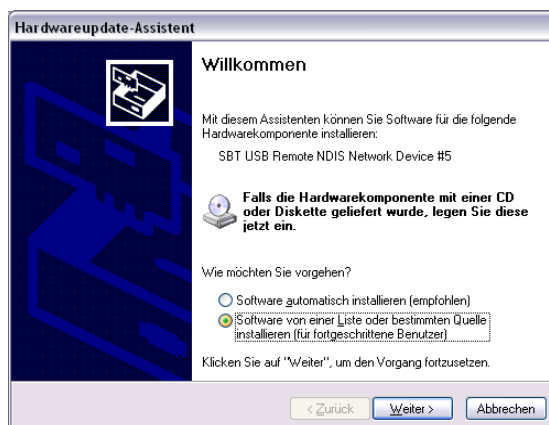 Hardwareupdate-Assistent
Willkommen
Mit diesem Assistenten können Sie Software für die folgende
Hardwarekomponente installieren:
SBT USB Remote NDIS Network Device #5
Falls die Hardwarekomponente mit einer CD
oder Diskette geliefert wurde, legen Sie diese
jetzt ein.
Wie möchten Sie vorgehen?
Software automatisch installieren (empfohlen)
Software von einer Liste oder bestimmten Quelle
installieren (für fortgeschrittene Benutzer)
Klicken Sie auf "Weiter", um den Vorgang fortzusetzen.
< Zurück Weiter > Abbrechen